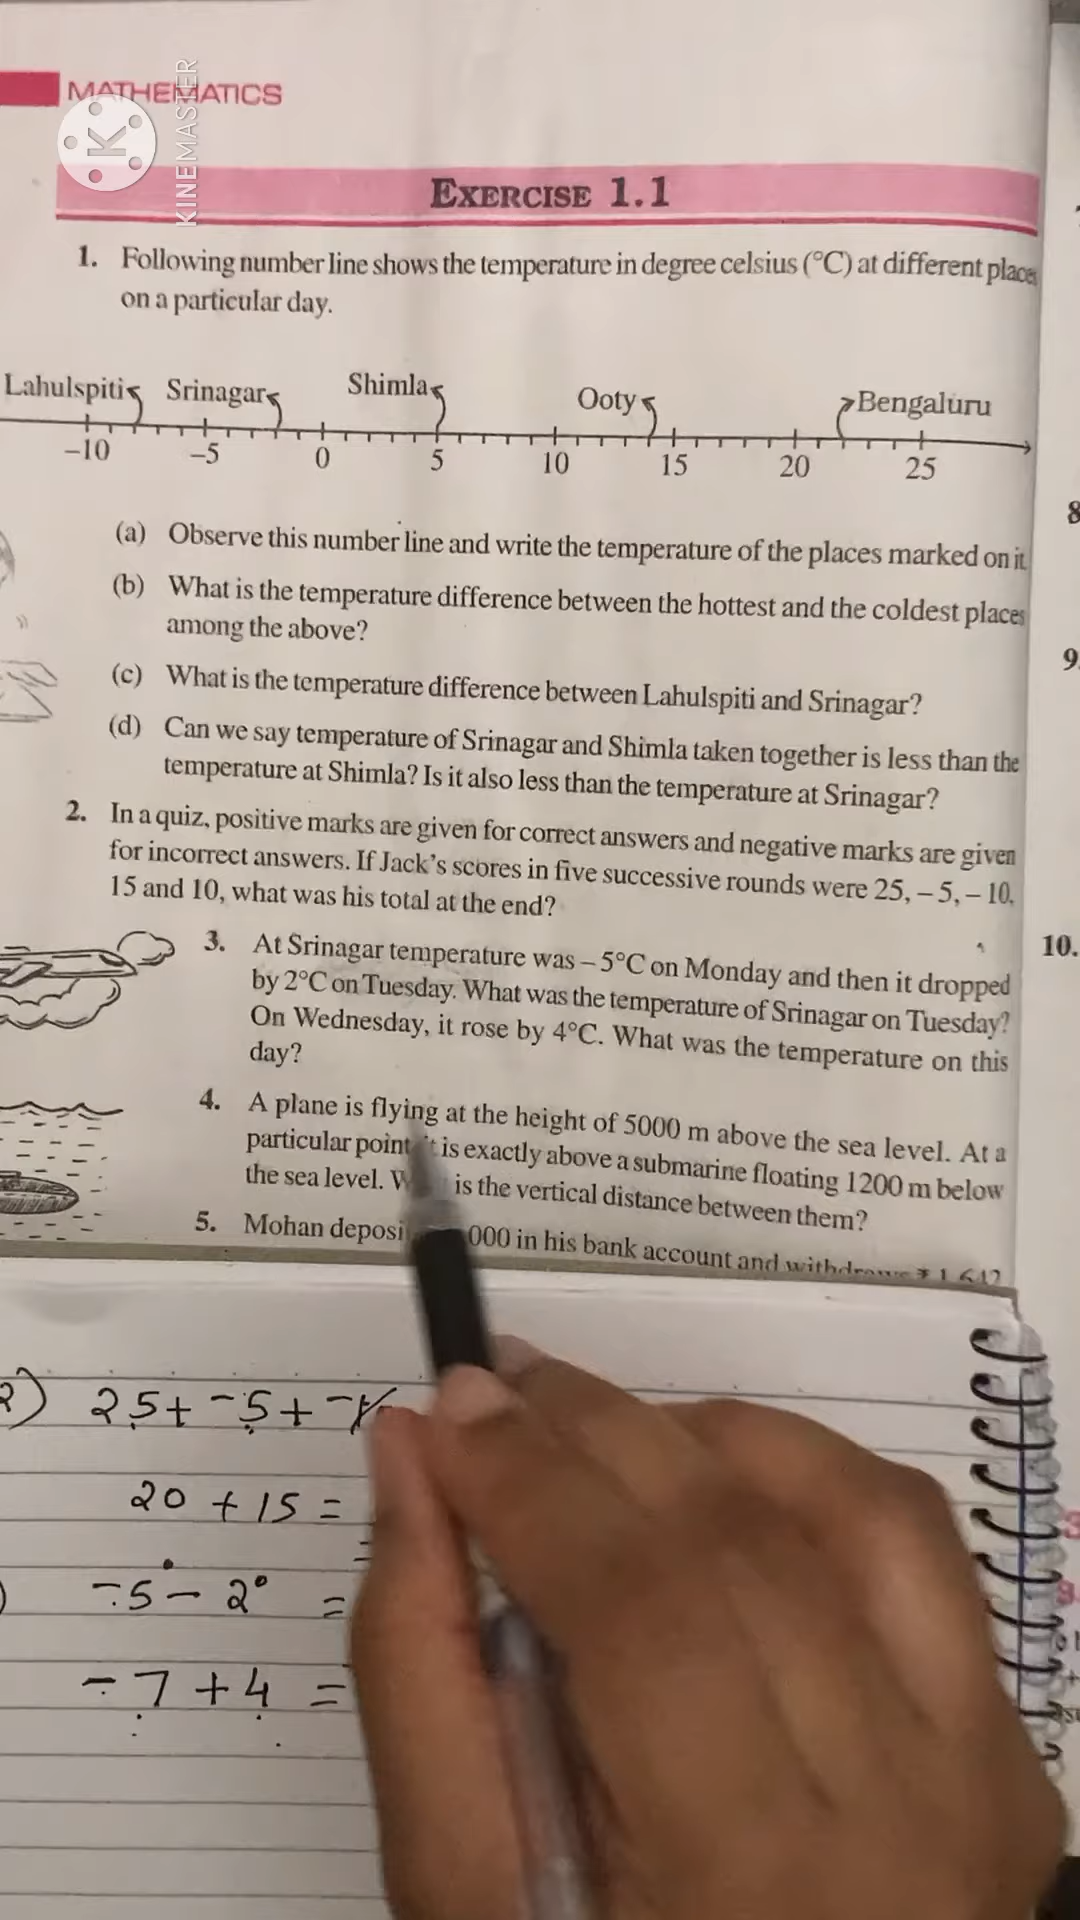 MATHEMATICS
KINEMASTER
EXERCISE 1.1
1. Following number line shows the temperature in degree celsius (°C) at different places
on a particular day.
Lahulspiti Srinagar Shimla Ooty Bengaluru
–10 –5 0 5 10 15 20 25
(a) Observe this number line and write the temperature of the places marked on it.
(b) What is the temperature difference between the hottest and the coldest places
among the above?
(c) What is the temperature difference between Lahulspiti and Srinagar?
(d) Can we say temperature of Srinagar and Shimla taken together is less than the
temperature at Shimla? Is it also less than the temperature at Srinagar?
2. In a quiz, positive marks are given for correct answers and negative marks are given
for incorrect answers. If Jack's scores in five successive rounds were 25, – 5, – 10,
15 and 10, what was his total at the end?
3. At Srinagar temperature was – 5°C on Monday and then it dropped
by 2°C on Tuesday. What was the temperature of Srinagar on Tuesday?
On Wednesday, it rose by 4°C. What was the temperature on this
day?
4. A plane is flying at the height of 5000 m above the sea level. At a
particular point is exactly above a submarine floating 1200 m below
the sea level. is the vertical distance between them?
5. Mohan 000 in his bank account and withdraws ₹ 1,642
8
9.
10.
2) 25+ -5+
20 + 15 =
=
-5 - 2° =
-7 + 4 =